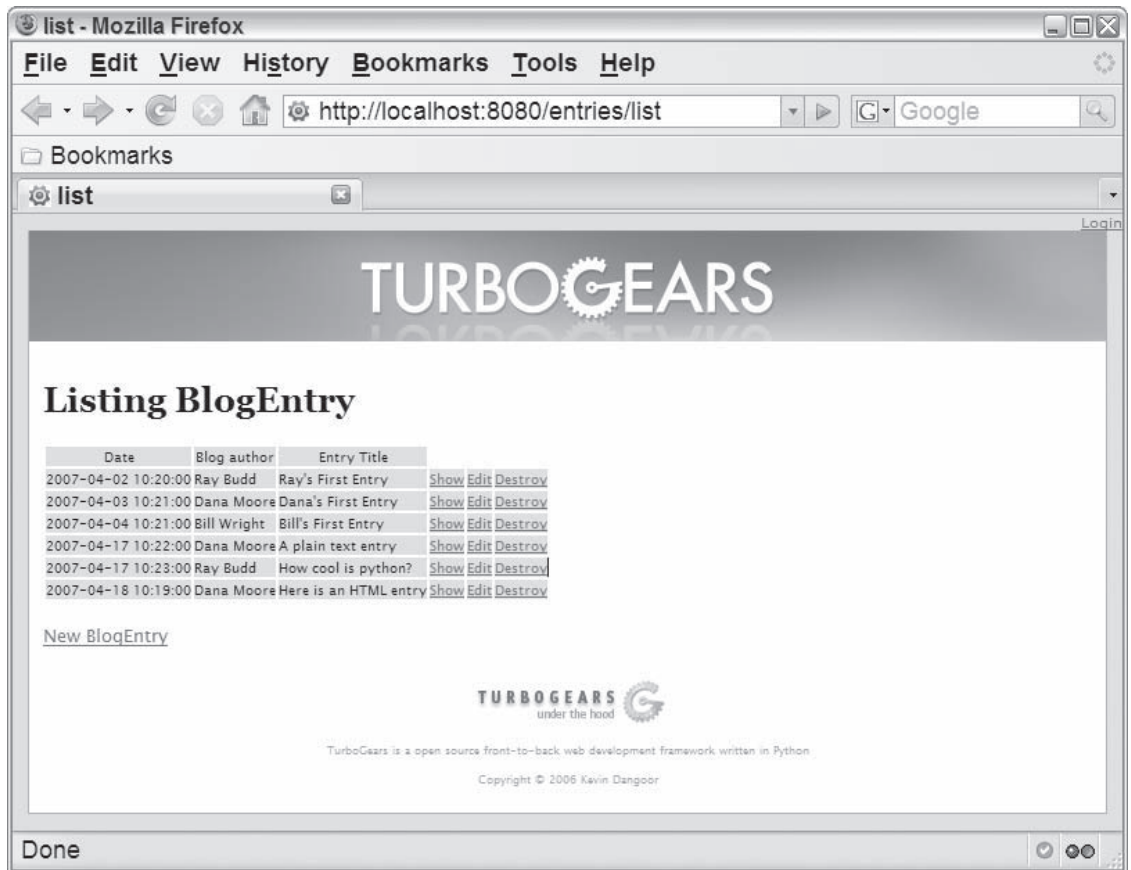 list - Mozilla Firefox
File Edit View History Bookmarks Tools Help
http://localhost:8080/entries/list G Google
Bookmarks
list
Login
TURBOGEARS
Listing BlogEntry
Date Blog author Entry Title
2007-04-02 10:20:00 Ray Budd Ray's First Entry Show Edit Destroy
2007-04-03 10:21:00 Dana Moore Dana's First Entry Show Edit Destroy
2007-04-04 10:21:00 Bill Wright Bill's First Entry Show Edit Destroy
2007-04-17 10:22:00 Dana Moore A plain text entry Show Edit Destroy
2007-04-17 10:23:00 Ray Budd How cool is python? Show Edit Destroy
2007-04-18 10:19:00 Dana Moore Here is an HTML entry Show Edit Destroy
New BlogEntry
TURBOGEARS
under the hood
TurboGears is a open source front-to-back web development framework written in Python
Copyright © 2006 Kevin Dangoor
Done